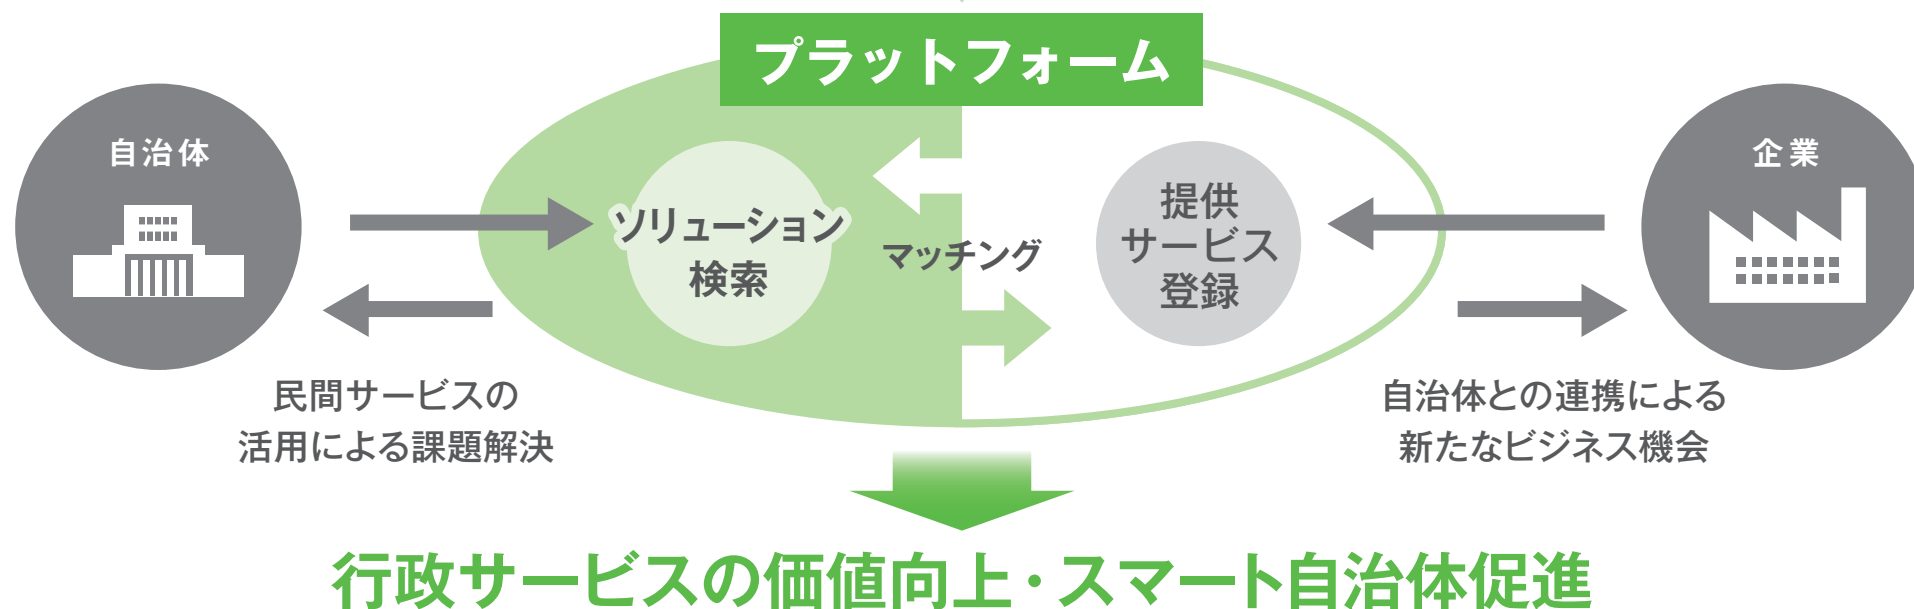 プラットフォーム
自治体
企業
ソリューション
検索
マッチング
提供
サービス
登録
民間サービスの
活用による課題解決
自治体との連携による
新たなビジネス機会
行政サービスの価値向上・スマート自治体促進